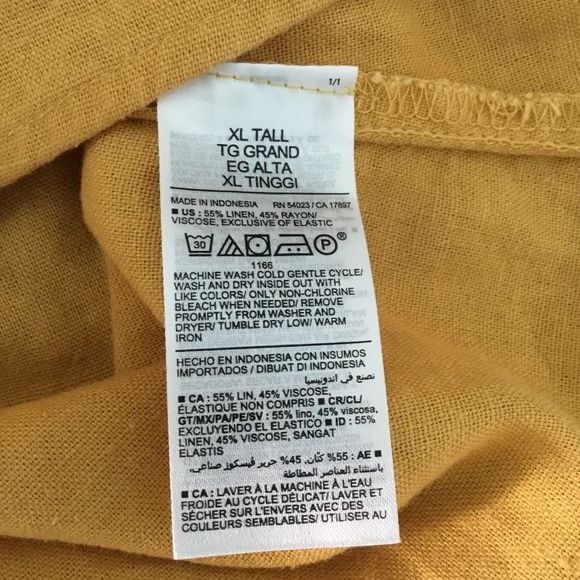 1/1
XL TALL
TG GRAND
EG ALTA
XL TINGGI
MADE IN INDONESIA RN 54023 / CA 17897
■ US : 55% LINEN, 45% RAYON/
VISCOSE, EXCLUSIVE OF ELASTIC
30 P ®
1166
MACHINE WASH COLD GENTLE CYCLE/
WASH AND DRY INSIDE OUT WITH
LIKE COLORS/ ONLY NON-CHLORINE
BLEACH WHEN NEEDED/ REMOVE
PROMPTLY FROM WASHER AND
DRYER/ TUMBLE DRY LOW/ WARM
IRON
HECHO EN INDONESIA CON INSUMOS
IMPORTADOS / DIBUAT DI INDONESIA
تصنع في اندونيسيا
■ CA : 55% LIN, 45% VISCOSE,
ÉLASTIQUE NON COMPRIS ■ CR/CL/
GT/MX/PA/PE/SV : 55% lino, 45% viscosa,
EXCLUYENDO EL ELASTICO ■ ID : 55%
LINEN, 45% VISCOSE, SANGAT
ELASTIS
■ AE : 55% كتّان, 45% حرير ڤيسكوز صناعي,
باستثناء العناصر المطاطة
■ CA : LAVER À LA MACHINE À L'EAU
FROIDE AU CYCLE DÉLICAT/ LAVER ET
SÉCHER SUR L'ENVERS AVEC DES
COULEURS SEMBLABLES/ UTILISER AU